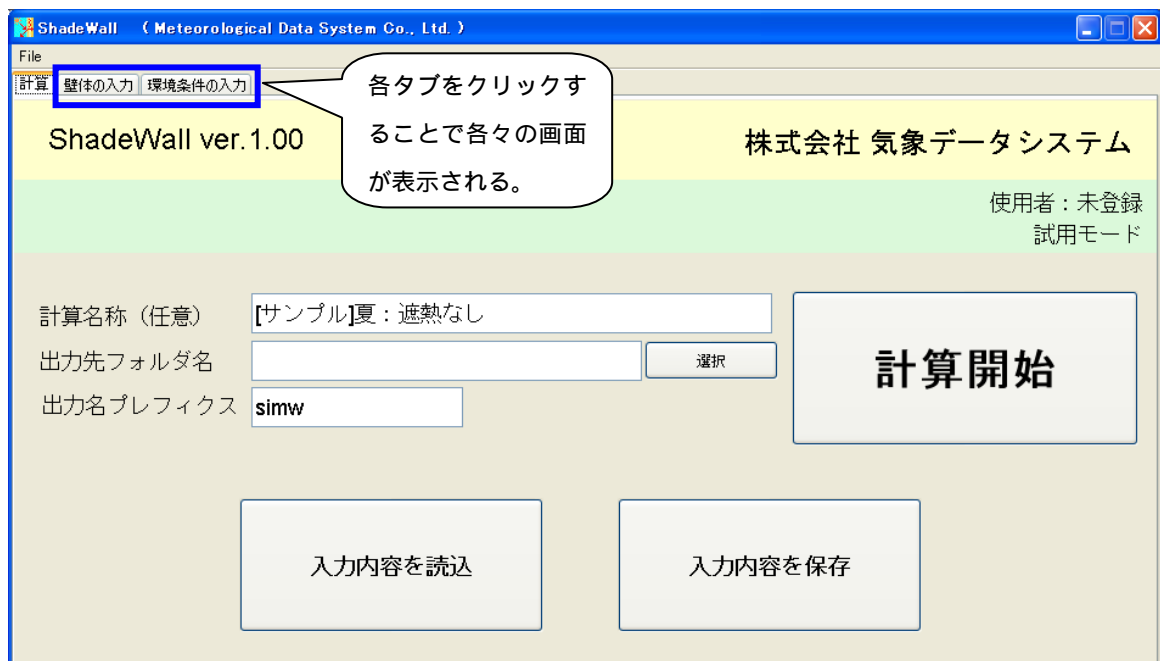 ShadeWall （ Meteorological Data System Co., Ltd. ）
File
計算 壁体の入力 環境条件の入力
各タブをクリックす
ることで各々の画面
が表示される。
ShadeWall ver.1.00
株式会社 気象データシステム
使用者：未登録
試用モード
計算名称（任意） [サンプル]夏：遮熱なし
出力先フォルダ名 選択
出力名プレフィクス simw
計算開始
入力内容を読込 入力内容を保存